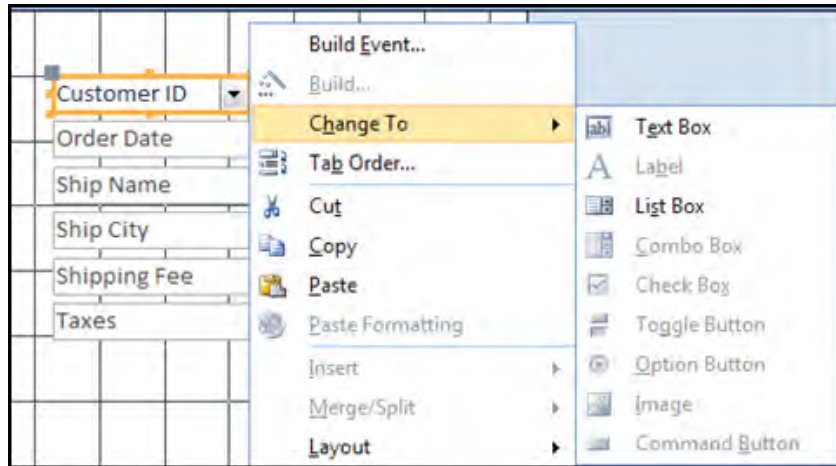 Customer ID
Order Date
Ship Name
Ship City
Shipping Fee
Taxes
Build Event...
Build...
Change To
Tab Order...
Cut
Copy
Paste
Paste Formatting
Insert
Merge/Split
Layout
ab|
Text Box
A
Label
List Box
Combo Box
Check Box
Toggle Button
Option Button
Image
Command Button